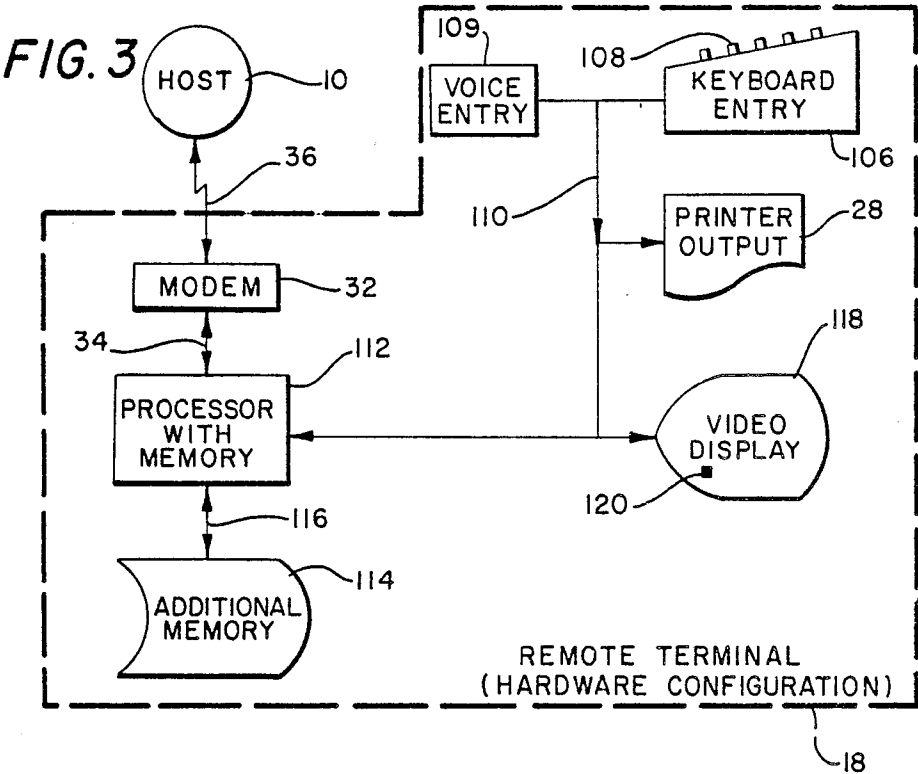 FIG. 3
HOST
10
36
109
VOICE
ENTRY
108
KEYBOARD
ENTRY
106
110
PRINTER
OUTPUT
28
MODEM
32
34
112
PROCESSOR
WITH
MEMORY
118
VIDEO
DISPLAY
120
116
114
ADDITIONAL
MEMORY
REMOTE TERMINAL
(HARDWARE CONFIGURATION)
18